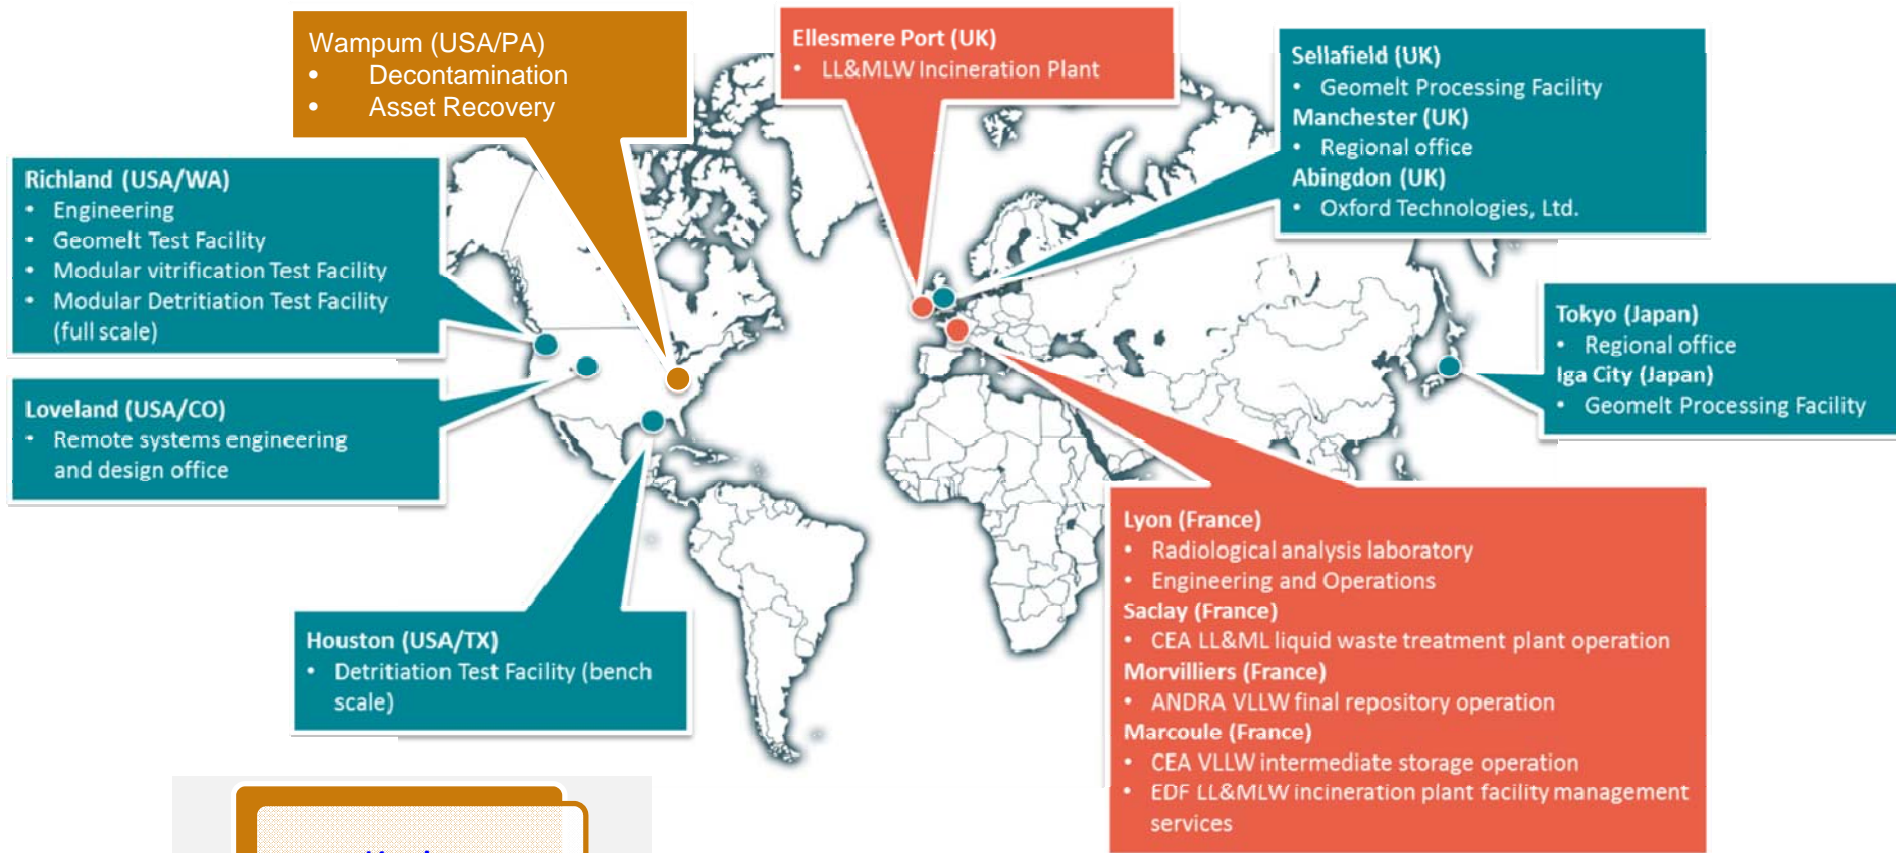 Wampum (USA/PA)
• Decontamination
• Asset Recovery
Ellesmere Port (UK)
• LL&MLW Incineration Plant
Sellafield (UK)
• Geomelt Processing Facility
Manchester (UK)
• Regional office
Abingdon (UK)
• Oxford Technologies, Ltd.
Richland (USA/WA)
• Engineering
• Geomelt Test Facility
• Modular vitrification Test Facility
• Modular Detritiation Test Facility
(full scale)
Loveland (USA/CO)
• Remote systems engineering
and design office
Tokyo (Japan)
• Regional office
Iga City (Japan)
• Geomelt Processing Facility
Houston (USA/TX)
• Detritiation Test Facility (bench
scale)
Lyon (France)
• Radiological analysis laboratory
• Engineering and Operations
Saclay (France)
• CEA LL&ML liquid waste treatment plant operation
Morvilliers (France)
• ANDRA VLLW final repository operation
Marcoule (France)
• CEA VLLW intermediate storage operation
• EDF LL&MLW incineration plant facility management
services